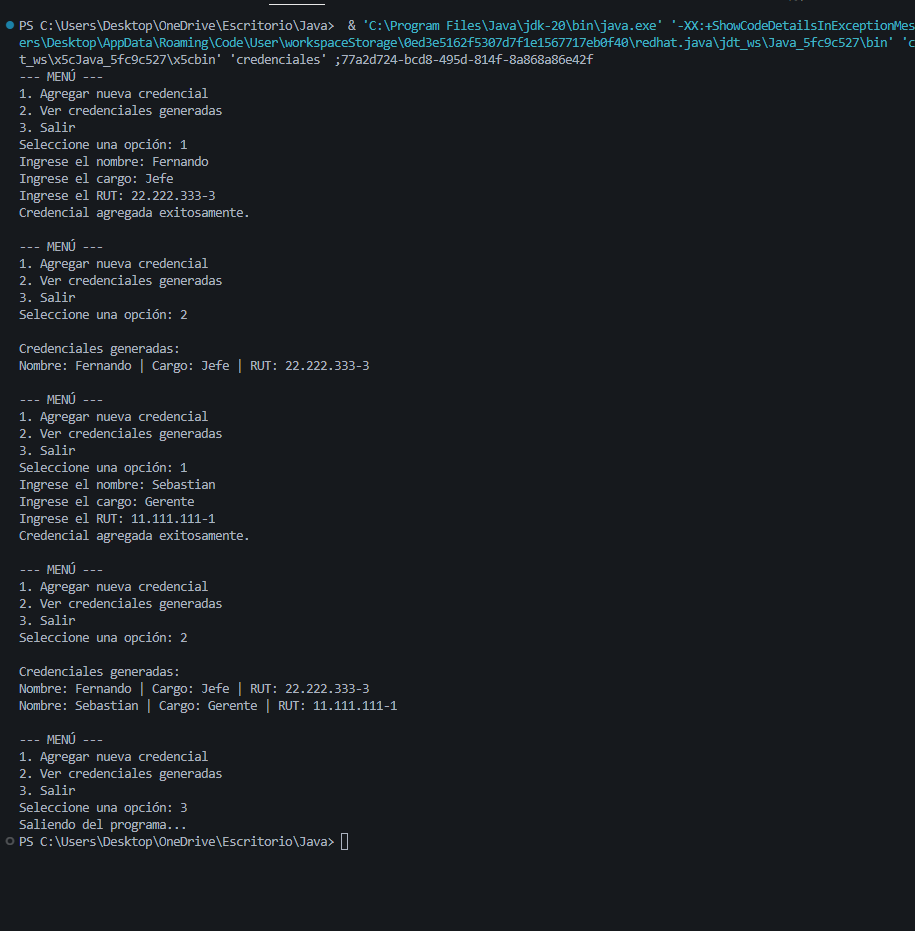 PS C:\Users\Desktop\OneDrive\Escritorio\Java>  & 'C:\Program Files\Java\jdk-20\bin\java.exe' '-XX:+ShowCodeDetailsInExceptionMes
ers\Desktop\AppData\Roaming\Code\User\workspaceStorage\0ed3e5162f5307d7f1e1567717eb0f40\redhat.java\jdt_ws\Java_5fc9c527\bin' 'c
t_ws\x5cJava_5fc9c527\x5cbin' 'credenciales' ;77a2d724-bcd8-495d-814f-8a868a86e42f
--- MENÚ ---
1. Agregar nueva credencial
2. Ver credenciales generadas
3. Salir
Seleccione una opción: 1
Ingrese el nombre: Fernando
Ingrese el cargo: Jefe
Ingrese el RUT: 22.222.333-3
Credencial agregada exitosamente.

--- MENÚ ---
1. Agregar nueva credencial
2. Ver credenciales generadas
3. Salir
Seleccione una opción: 2

Credenciales generadas:
Nombre: Fernando | Cargo: Jefe | RUT: 22.222.333-3

--- MENÚ ---
1. Agregar nueva credencial
2. Ver credenciales generadas
3. Salir
Seleccione una opción: 1
Ingrese el nombre: Sebastian
Ingrese el cargo: Gerente
Ingrese el RUT: 11.111.111-1
Credencial agregada exitosamente.

--- MENÚ ---
1. Agregar nueva credencial
2. Ver credenciales generadas
3. Salir
Seleccione una opción: 2

Credenciales generadas:
Nombre: Fernando | Cargo: Jefe | RUT: 22.222.333-3
Nombre: Sebastian | Cargo: Gerente | RUT: 11.111.111-1

--- MENÚ ---
1. Agregar nueva credencial
2. Ver credenciales generadas
3. Salir
Seleccione una opción: 3
Saliendo del programa...
PS C:\Users\Desktop\OneDrive\Escritorio\Java>